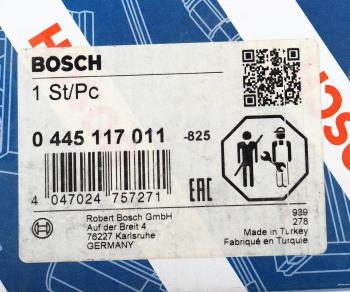 BOSCH
1 St/Pc
0 445 117 011 -825
4 047024 757271
EAC
Robert Bosch GmbH
Auf der Breit 4
76227 Karlsruhe
GERMANY
939
278
Made in Turkey
Fabriqué en Turquie